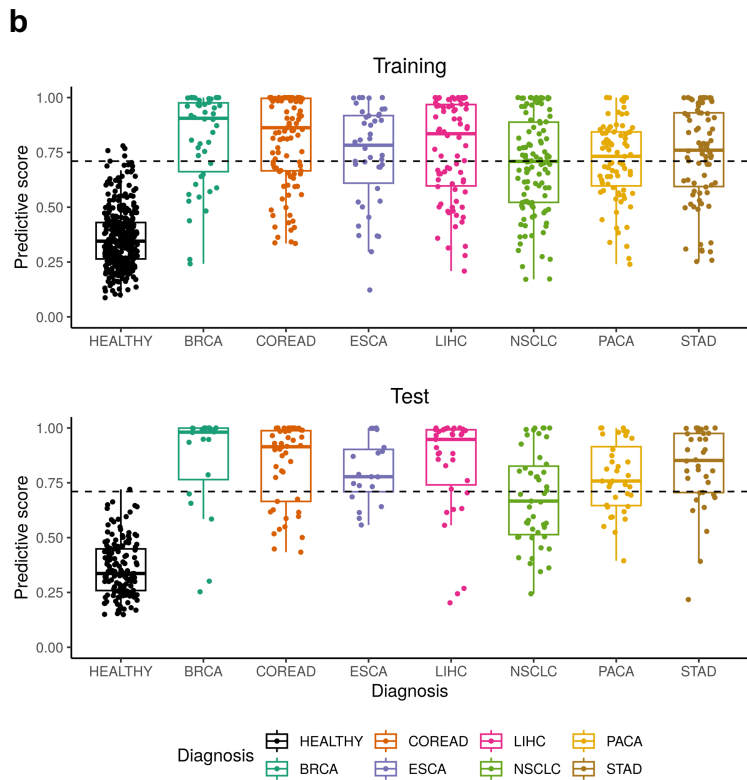 b
Training
Predictive score
1.00
0.75
0.50
0.25
0.00
HEALTHY BRCA COREAD ESCA LIHC NSCLC PACA STAD
Test
Predictive score
1.00
0.75
0.50
0.25
0.00
HEALTHY BRCA COREAD ESCA LIHC NSCLC PACA STAD
Diagnosis
Diagnosis HEALTHY COREAD LIHC PACA
BRCA ESCA NSCLC STAD